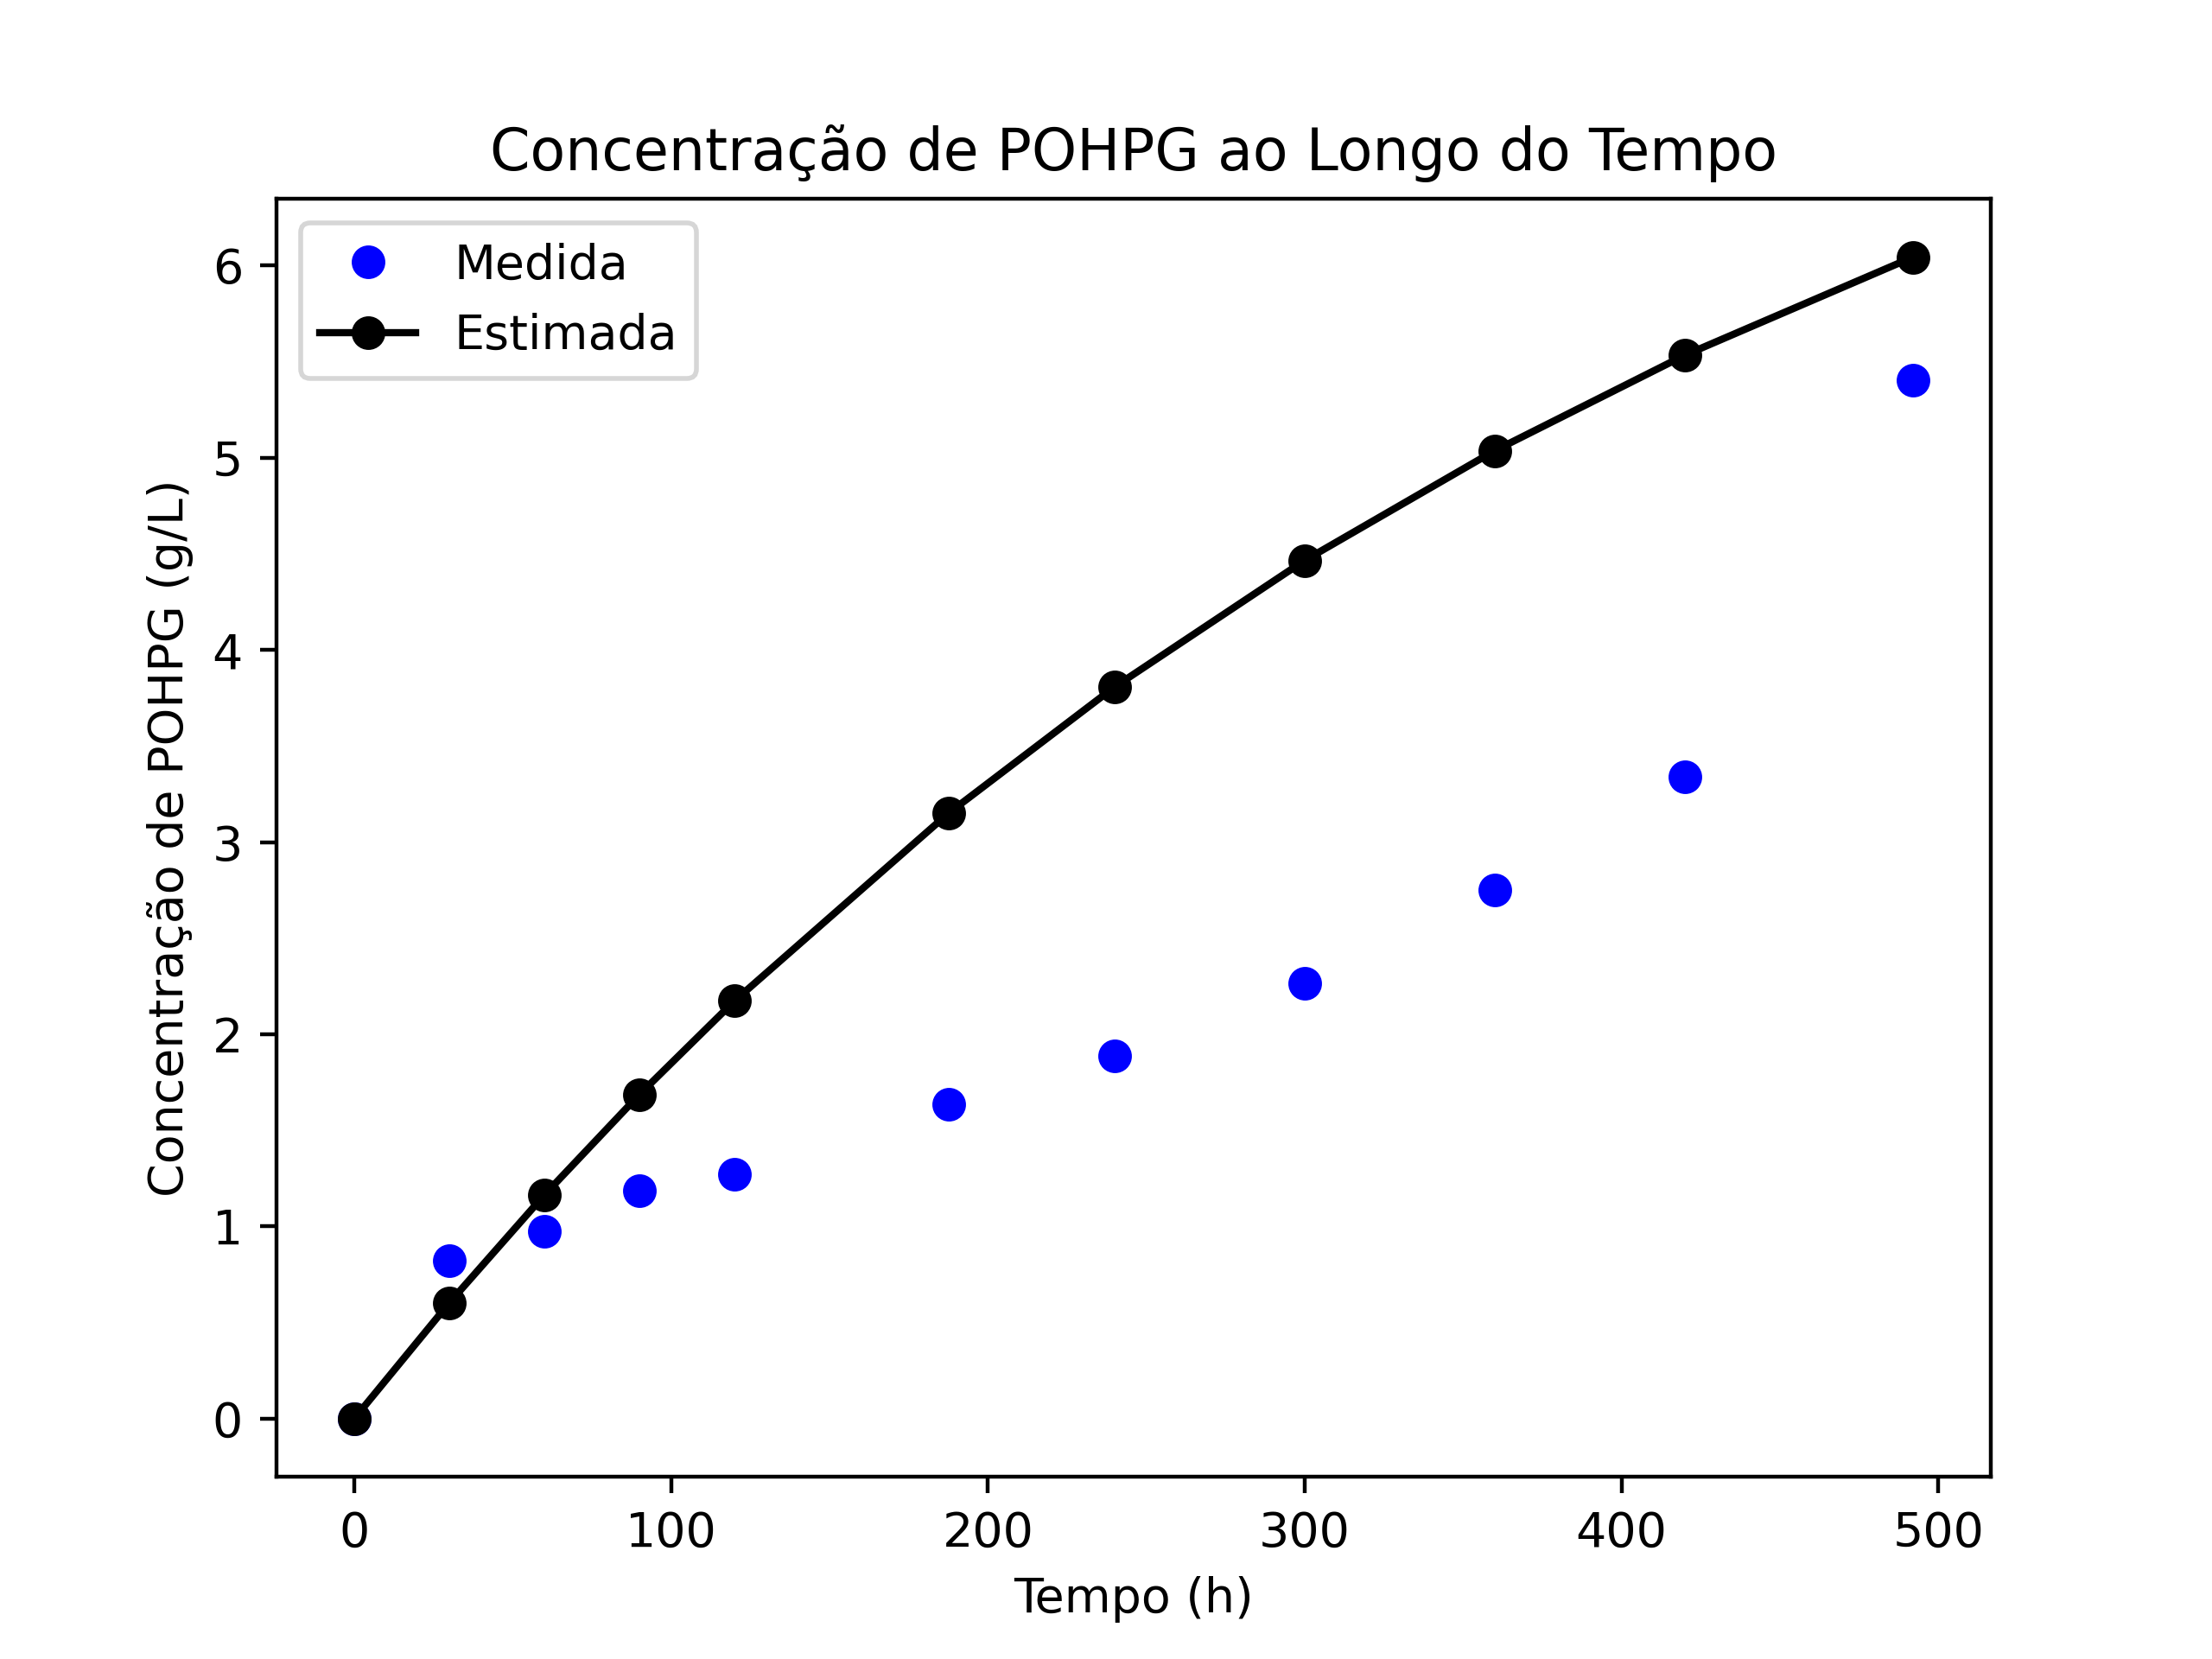 Concentração de POHPG ao Longo do Tempo
Medida
Estimada
Concentração de POHPG (g/L)
6
5
4
3
2
1
0
0 100 200 300 400 500
Tempo (h)